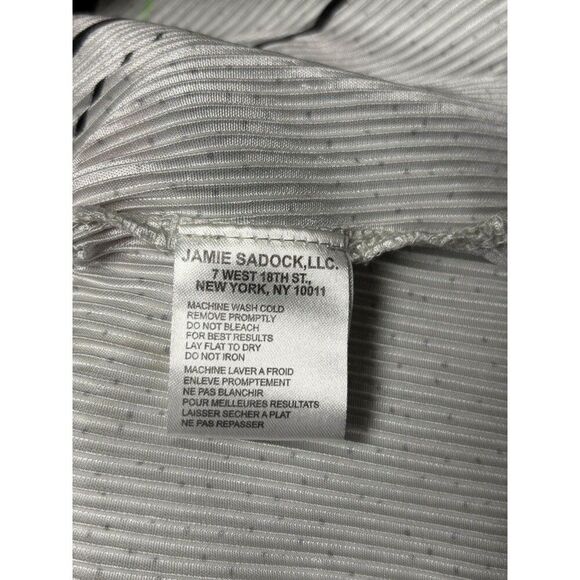 JAMIE SADOCK,LLC.
7 WEST 18TH ST.,
NEW YORK, NY 10011
MACHINE WASH COLD
REMOVE PROMPTLY
DO NOT BLEACH
FOR BEST RESULTS
LAY FLAT TO DRY
DO NOT IRON
MACHINE LAVER A FROID
ENLEVE PROMPTEMENT
NE PAS BLANCHIR
POUR MEILLEURES RESULTATS
LAISSER SECHER A PLAT
NE PAS REPASSER